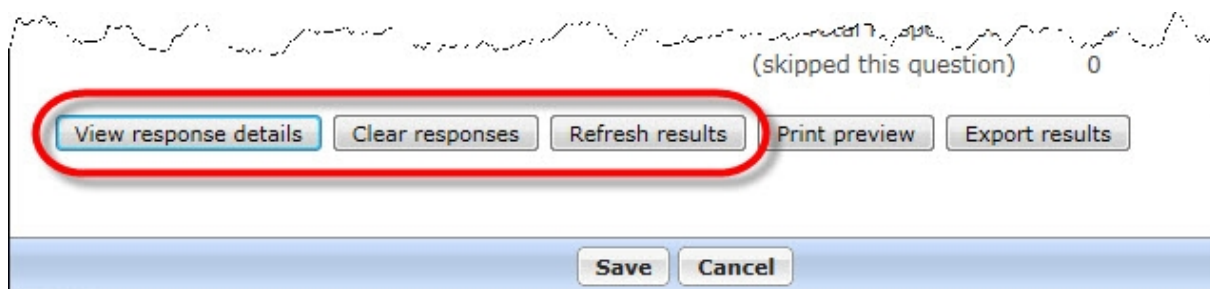 (skipped this question) 0
View response details Clear responses Refresh results Print preview Export results
Save Cancel